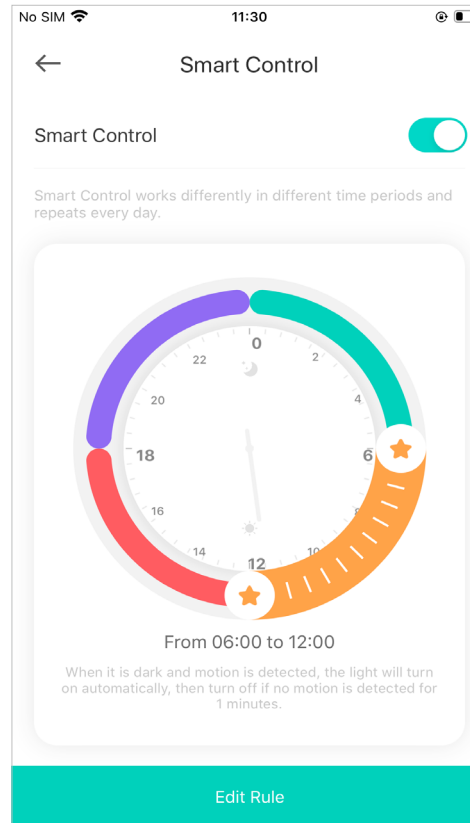 No SIM 11:30
Smart Control
Smart Control
Smart Control works differently in different time periods and
repeats every day.
0
22
2
20
4
18
6
16
8
14
10
12
From 06:00 to 12:00
When it is dark and motion is detected, the light will turn
on automatically, then turn off if no motion is detected for
1 minutes.
Edit Rule